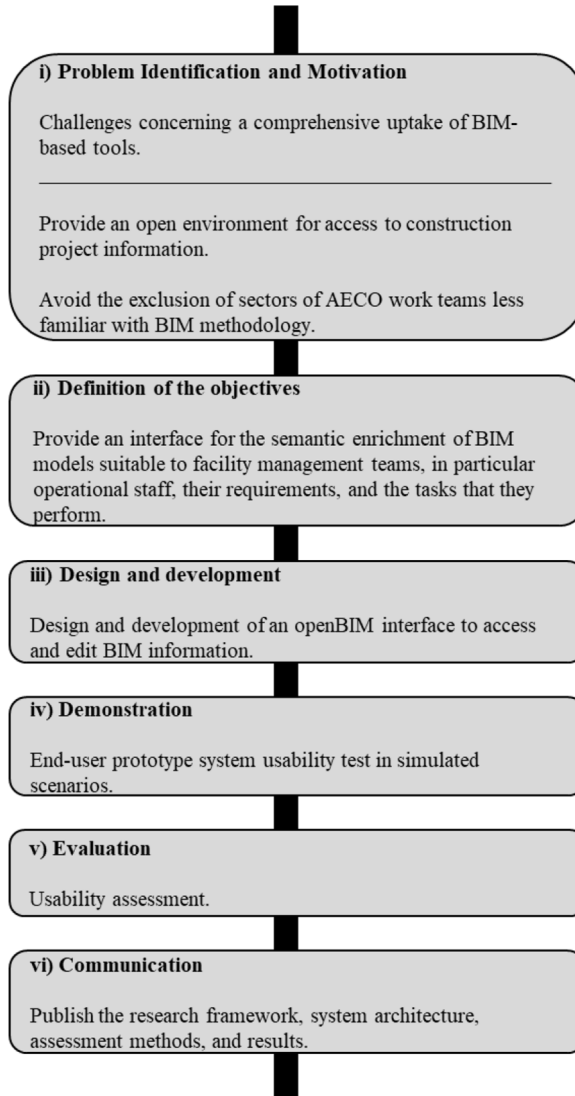 i) Problem Identification and Motivation
Challenges concerning a comprehensive uptake of BIM-
based tools.
Provide an open environment for access to construction
project information.
Avoid the exclusion of sectors of AECO work teams less
familiar with BIM methodology.
ii) Definition of the objectives
Provide an interface for the semantic enrichment of BIM
models suitable to facility management teams, in particular
operational staff, their requirements, and the tasks that they
perform.
iii) Design and development
Design and development of an openBIM interface to access
and edit BIM information.
iv) Demonstration
End-user prototype system usability test in simulated
scenarios.
v) Evaluation
Usability assessment.
vi) Communication
Publish the research framework, system architecture,
assessment methods, and results.